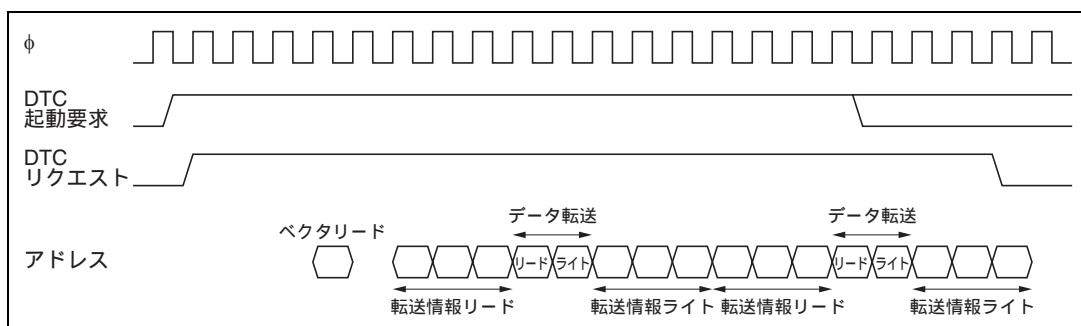 φ
DTC
起動要求
DTC
リクエスト
データ転送
データ転送
ベクタリード
アドレス
リード
ライト
リード
ライト
転送情報リード
転送情報ライト
転送情報リード
転送情報ライト